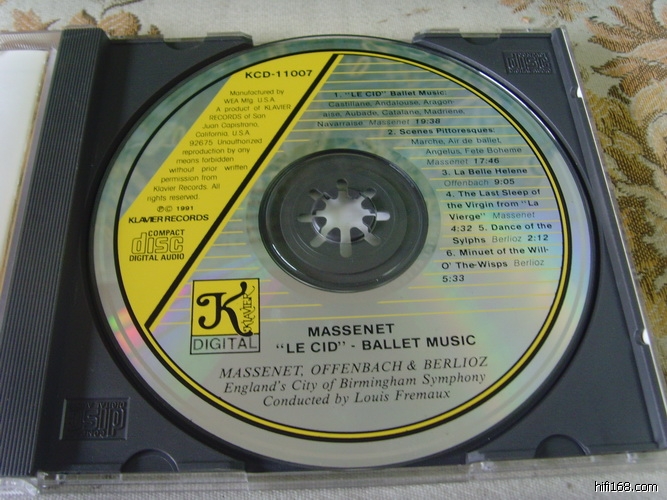 KCD-11007
Manufactured by
WEA Mfg. U.S.A.
A product of KLAVIER
RECORDS of San
Juan Capistrano,
California, U.S.A.
92675 Unauthorized
reproduction by any
means forbidden
without prior written
permission from
Klavier Records. All
rights reserved.
℗ © 1991
KLAVIER RECORDS
COMPACT
disc
DIGITAL AUDIO
1. "LE CID" Ballet Music:
Castillane, Andalouse, Aragon-
aise, Aubade, Catalane, Madrilene,
Navarraise Massenet 19:38
2. Scenes Pittoresques:
Marche, Air de ballet,
Angelus, Fete Boheme
Massenet 17:46
3. La Belle Helene
Offenbach 9:05
4. The Last Sleep of
the Virgin from "La
Vierge" Massenet
4:32 5. Dance of the
Sylphs Berlioz 2:12
6. Minuet of the Will-
O' The-Wisps Berlioz
5:33
K
KLAVIER
DIGITAL
MASSENET
"LE CID" - BALLET MUSIC
MASSENET, OFFENBACH & BERLIOZ
England's City of Birmingham Symphony
Conducted by Louis Fremaux
hifi168.com